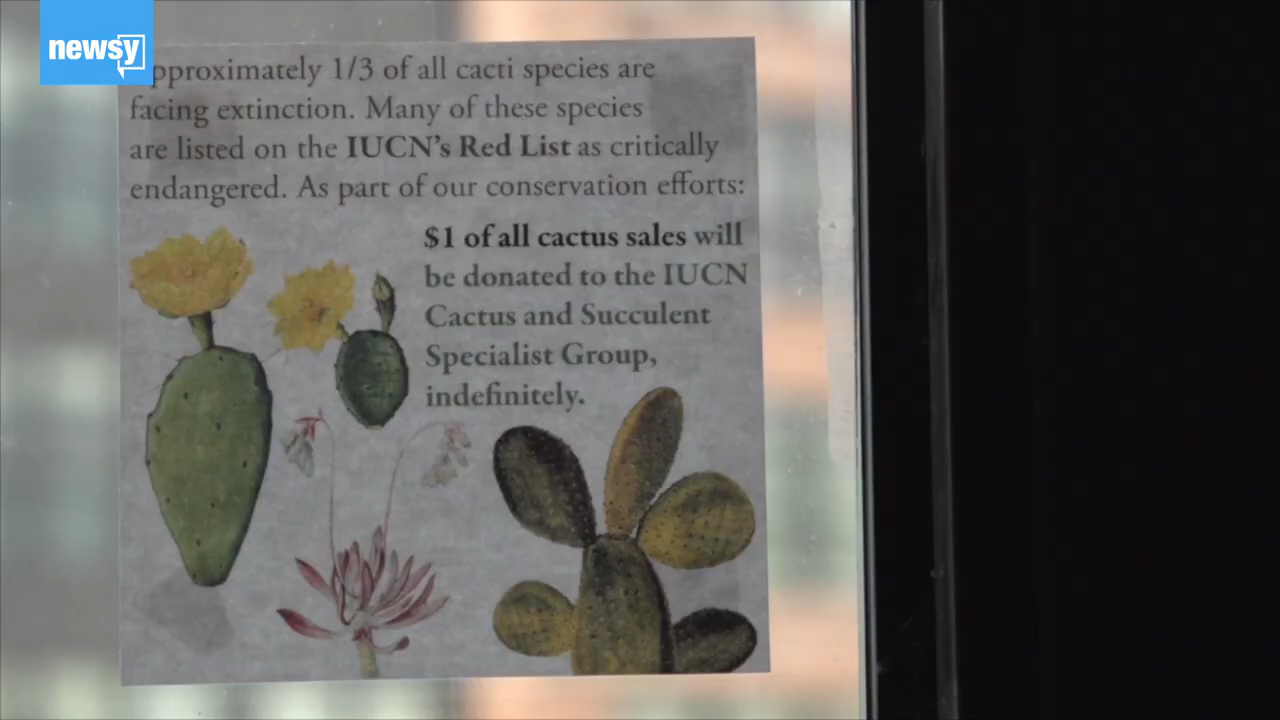 newsy
pproximately 1/3 of all cacti species are
facing extinction. Many of these species
are listed on the IUCN's Red List as critically
endangered. As part of our conservation efforts:
$1 of all cactus sales will
be donated to the IUCN
Cactus and Succulent
Specialist Group,
indefinitely.